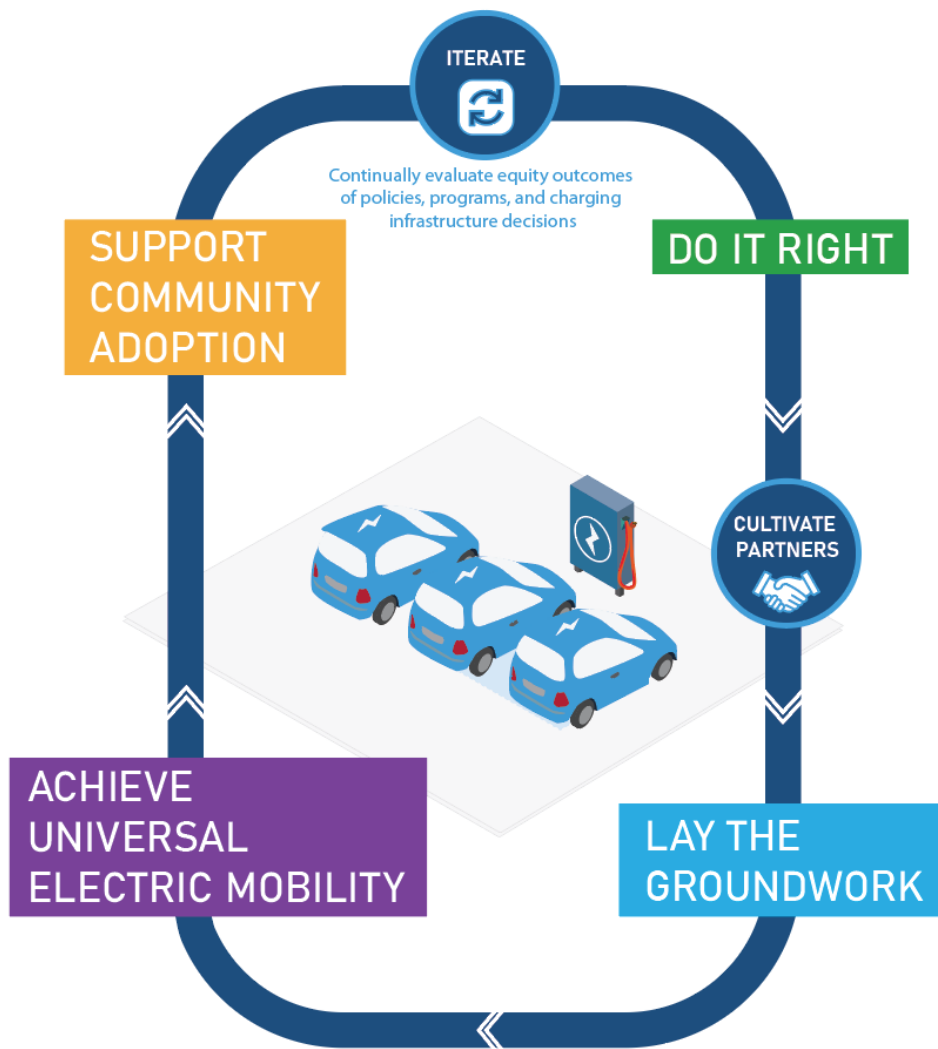 ITERATE
Continually evaluate equity outcomes
of policies, programs, and charging
infrastructure decisions
DO IT RIGHT
CULTIVATE
PARTNERS
LAY THE
GROUNDWORK
ACHIEVE
UNIVERSAL
ELECTRIC MOBILITY
SUPPORT
COMMUNITY
ADOPTION